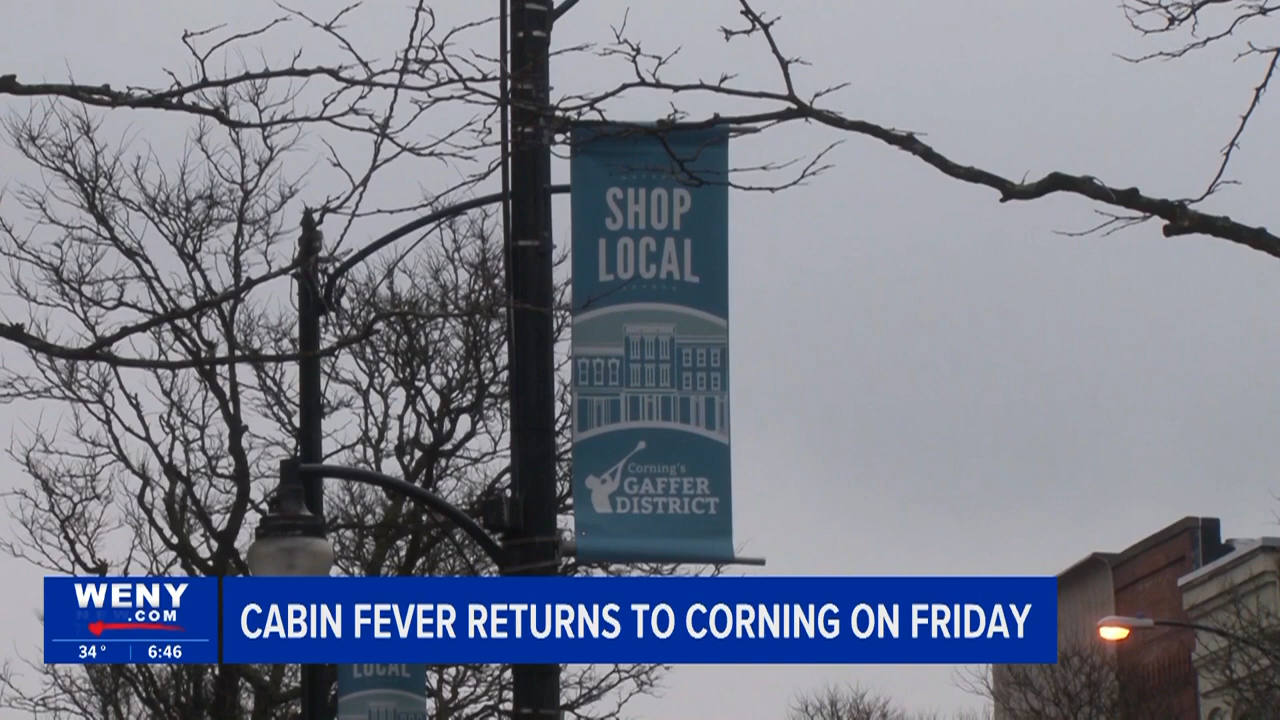 SHOP
LOCAL
Corning's
GAFFER
DISTRICT
WENY
.COM
34° 6:46
CABIN FEVER RETURNS TO CORNING ON FRIDAY
LOCAL